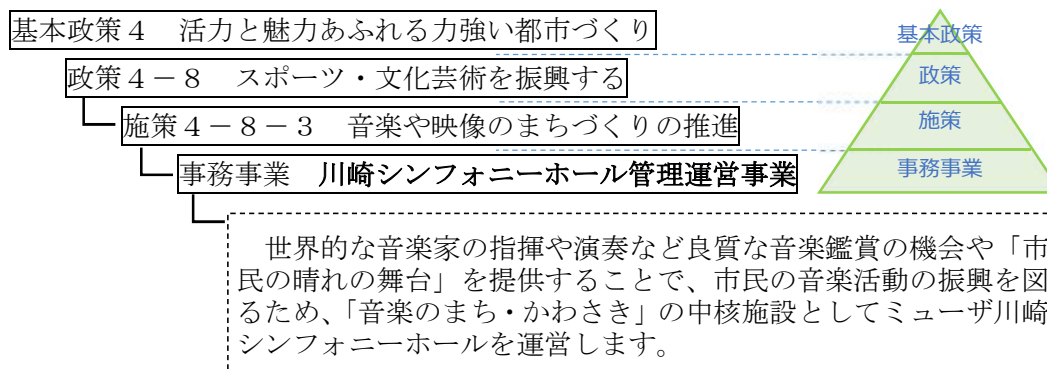 基本政策４　活力と魅力あふれる力強い都市づくり
政策４－８　スポーツ・文化芸術を振興する
施策４－８－３　音楽や映像のまちづくりの推進
事務事業　川崎シンフォニーホール管理運営事業
世界的な音楽家の指揮や演奏など良質な音楽鑑賞の機会や「市
民の晴れの舞台」を提供することで、市民の音楽活動の振興を図
るため、「音楽のまち・かわさき」の中核施設としてミューザ川崎
シンフォニーホールを運営します。
基本政策
政策
施策
事務事業